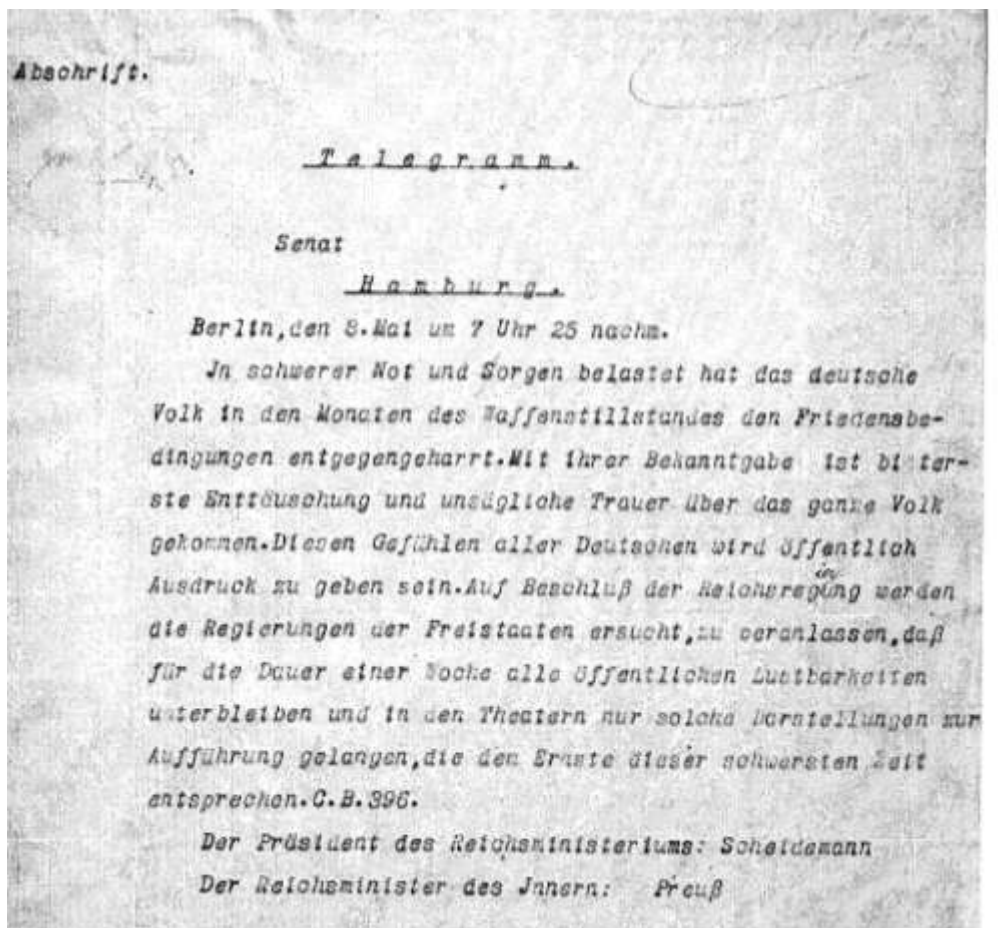 Abschrift.
Telegramm.
Senat
Hamburg.
Berlin,den 8.Mai um 7 Uhr 25 nachm.
Jn schwerer Not und Sorgen belastet hat das deutsche
Volk in den Monaten des Waffenstillstandes den Friedensbe-
dingungen entgegengeharrt.Mit ihrer Bekanntgabe ist bitter-
ste Enttäuschung und unsägliche Trauer über das ganze Volk
gekommen.Diesen Gefühlen aller Deutschen wird öffentlich
Ausdruck zu geben sein.Auf Beschluß der Reichsregierung werden
die Regierungen der Freistaaten ersucht,zu veranlassen,daß
für die Dauer einer Woche alle öffentlichen Lustbarkeiten
unterbleiben und in den Theatern nur solche Darstellungen zur
Aufführung gelangen,die dem Ernste dieser schwersten Zeit
entsprechen.C.B.396.
Der Präsident des Reichsministeriums: Scheidemann
Der Reichsminister des Jnnern: Preuß